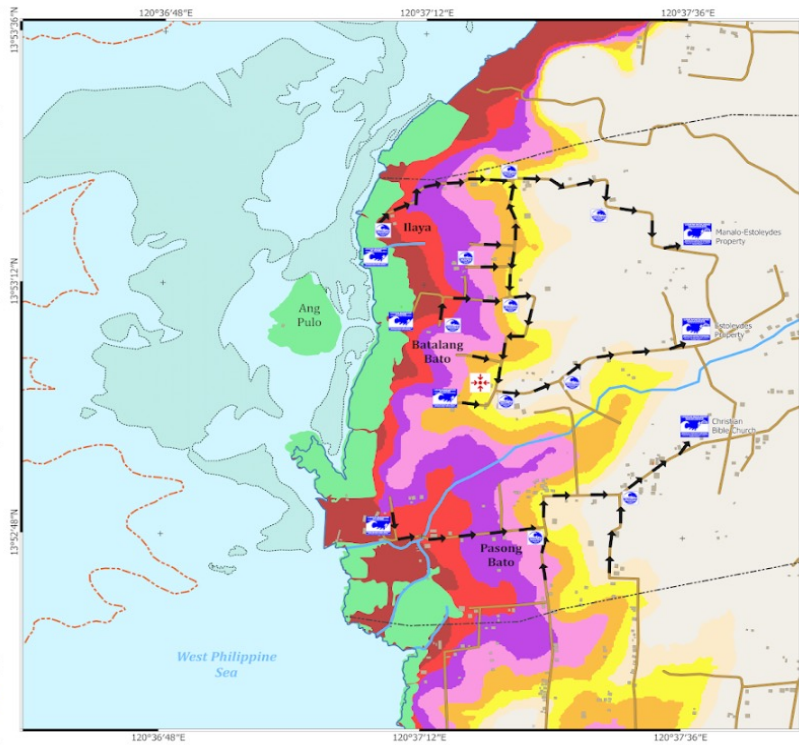 120°36'48"E
120°37'12"E
120°37'36"E
13°53'36"N
Ilaya
Manalo-Estoleydes
Property
13°53'12"N
Ang
Pulo
Batalang
Bato
Estoleydes
Property
Christian
Bible Church
13°52'48"N
Pasong
Bato
West Philippine
Sea
120°36'48"E
120°37'12"E
120°37'36"E